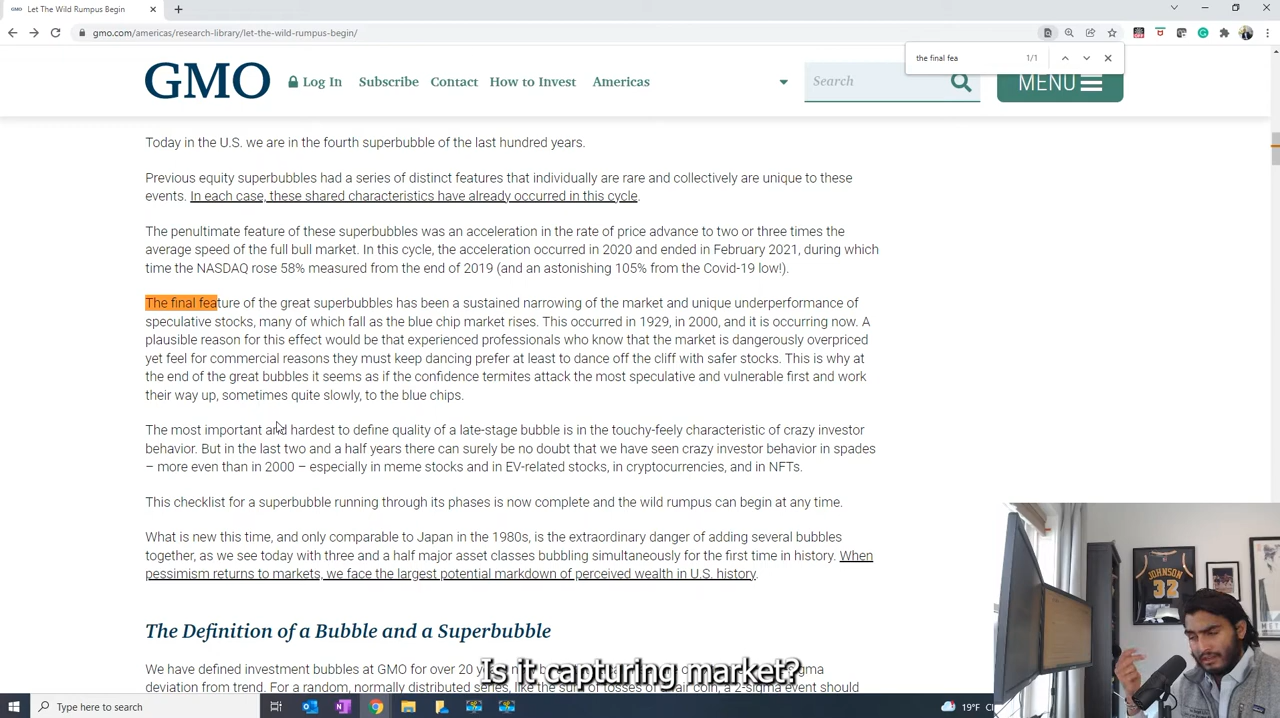 GMO Let The Wild Rumpus Begin
gmo.com/americas/research-library/let-the-wild-rumpus-begin/
the final fea 1/1
GMO Log In Subscribe Contact How to Invest Americas Search MENU
Today in the U.S. we are in the fourth superbubble of the last hundred years.
Previous equity superbubbles had a series of distinct features that individually are rare and collectively are unique to these
events. In each case, these shared characteristics have already occurred in this cycle.
The penultimate feature of these superbubbles was an acceleration in the rate of price advance to two or three times the
average speed of the full bull market. In this cycle, the acceleration occurred in 2020 and ended in February 2021, during which
time the NASDAQ rose 58% measured from the end of 2019 (and an astonishing 105% from the Covid-19 low!).
The final feature of the great superbubbles has been a sustained narrowing of the market and unique underperformance of
speculative stocks, many of which fall as the blue chip market rises. This occurred in 1929, in 2000, and it is occurring now. A
plausible reason for this effect would be that experienced professionals who know that the market is dangerously overpriced
yet feel for commercial reasons they must keep dancing prefer at least to dance off the cliff with safer stocks. This is why at
the end of the great bubbles it seems as if the confidence termites attack the most speculative and vulnerable first and work
their way up, sometimes quite slowly, to the blue chips.
The most important and hardest to define quality of a late-stage bubble is in the touchy-feely characteristic of crazy investor
behavior. But in the last two and a half years there can surely be no doubt that we have seen crazy investor behavior in spades
– more even than in 2000 – especially in meme stocks and in EV-related stocks, in cryptocurrencies, and in NFTs.
This checklist for a superbubble running through its phases is now complete and the wild rumpus can begin at any time.
What is new this time, and only comparable to Japan in the 1980s, is the extraordinary danger of adding several bubbles
together, as we see today with three and a half major asset classes bubbling simultaneously for the first time in history. When
pessimism returns to markets, we face the largest potential markdown of perceived wealth in U.S. history.
JOHNSON
32
The Definition of a Bubble and a Superbubble
We have defined investment bubbles at GMO for over 20 years
Is it capturing market?
deviation from trend. For a random, normally distributed series, like the
Type here to search
19°F